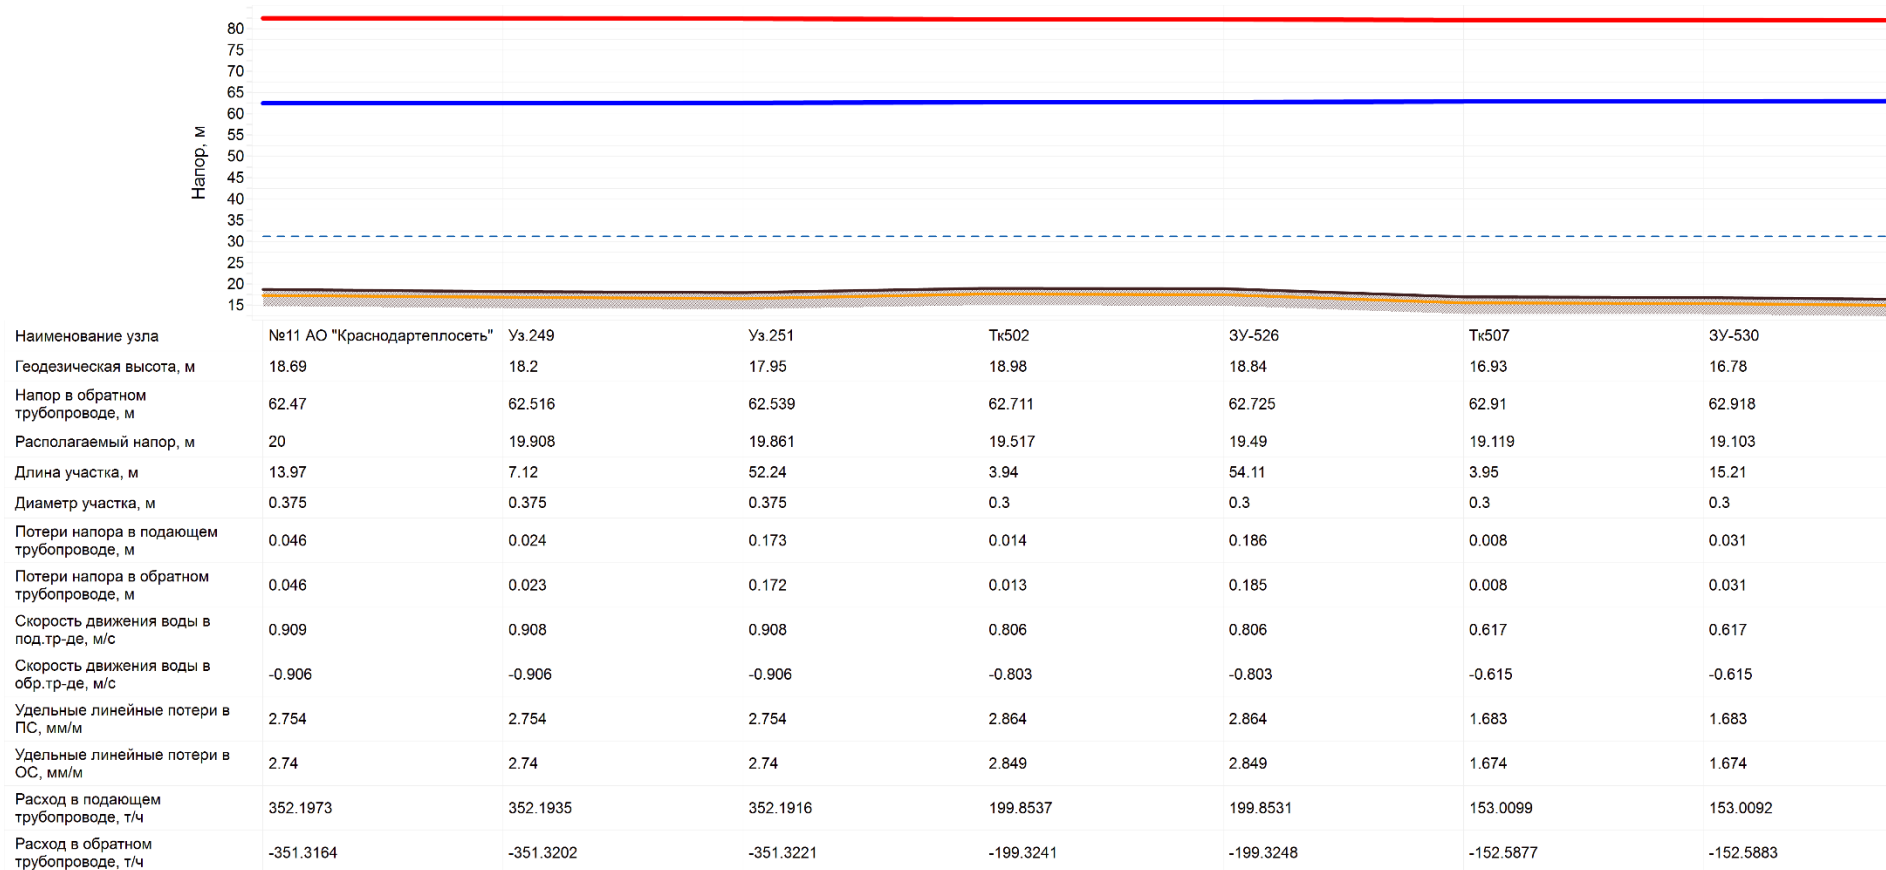 80
75
70
65
60
55
50
45
40
35
30
25
20
15
Напор, м
Наименование узла №11 АО "Краснодартеплосеть" Уз.249 Уз.251 Тк502 ЗУ-526 Тк507 ЗУ-530
Геодезическая высота, м 18.69 18.2 17.95 18.98 18.84 16.93 16.78
Напор в обратном
трубопроводе, м 62.47 62.516 62.539 62.711 62.725 62.91 62.918
Располагаемый напор, м 20 19.908 19.861 19.517 19.49 19.119 19.103
Длина участка, м 13.97 7.12 52.24 3.94 54.11 3.95 15.21
Диаметр участка, м 0.375 0.375 0.375 0.3 0.3 0.3 0.3
Потери напора в подающем
трубопроводе, м 0.046 0.024 0.173 0.014 0.186 0.008 0.031
Потери напора в обратном
трубопроводе, м 0.046 0.023 0.172 0.013 0.185 0.008 0.031
Скорость движения воды в
под.тр-де, м/с 0.909 0.908 0.908 0.806 0.806 0.617 0.617
Скорость движения воды в
обр.тр-де, м/с -0.906 -0.906 -0.906 -0.803 -0.803 -0.615 -0.615
Удельные линейные потери в
ПС, мм/м 2.754 2.754 2.754 2.864 2.864 1.683 1.683
Удельные линейные потери в
ОС, мм/м 2.74 2.74 2.74 2.849 2.849 1.674 1.674
Расход в подающем
трубопроводе, т/ч 352.1973 352.1935 352.1916 199.8537 199.8531 153.0099 153.0092
Расход в обратном
трубопроводе, т/ч -351.3164 -351.3202 -351.3221 -199.3241 -199.3248 -152.5877 -152.5883